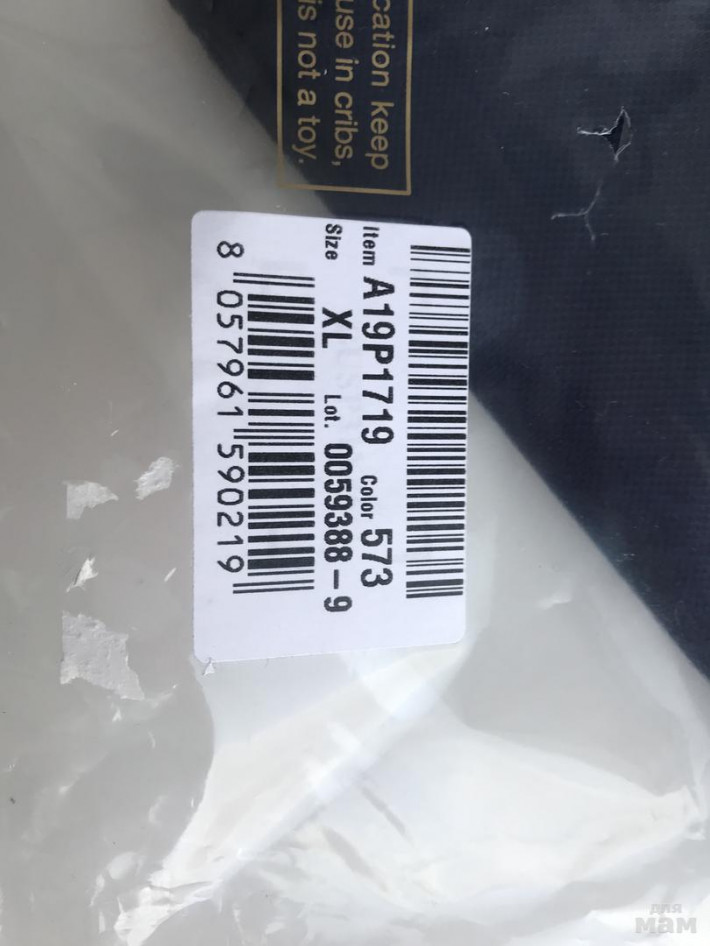 cation keep
use in cribs,
is not a toy.
Item A19P1719 Color 573
Size XL Lot. 0059388-9
8 057961 590219
для
мам